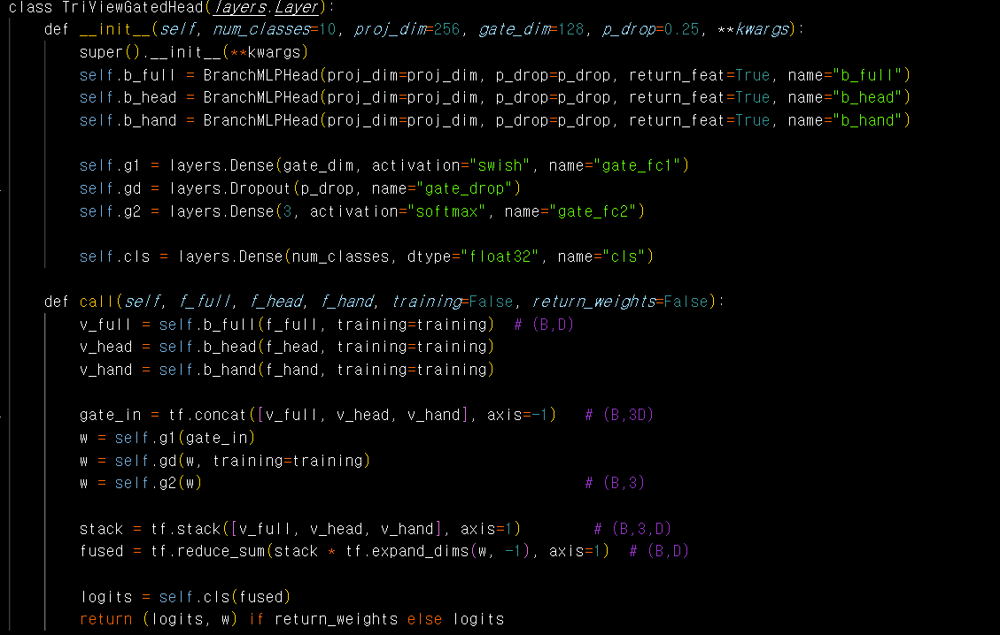 class TriViewGatedHead(layers.Layer):
    def __init__(self, num_classes=10, proj_dim=256, gate_dim=128, p_drop=0.25, **kwargs):
        super().__init__(**kwargs)
        self.b_full = BranchMLPHead(proj_dim=proj_dim, p_drop=p_drop, return_feat=True, name="b_full")
        self.b_head = BranchMLPHead(proj_dim=proj_dim, p_drop=p_drop, return_feat=True, name="b_head")
        self.b_hand = BranchMLPHead(proj_dim=proj_dim, p_drop=p_drop, return_feat=True, name="b_hand")

        self.g1 = layers.Dense(gate_dim, activation="swish", name="gate_fc1")
        self.gd = layers.Dropout(p_drop, name="gate_drop")
        self.g2 = layers.Dense(3, activation="softmax", name="gate_fc2")

        self.cls = layers.Dense(num_classes, dtype="float32", name="cls")

    def call(self, f_full, f_head, f_hand, training=False, return_weights=False):
        v_full = self.b_full(f_full, training=training)  # (B,D)
        v_head = self.b_head(f_head, training=training)
        v_hand = self.b_hand(f_hand, training=training)

        gate_in = tf.concat([v_full, v_head, v_hand], axis=-1)   # (B,3D)
        w = self.g1(gate_in)
        w = self.gd(w, training=training)
        w = self.g2(w)                                           # (B,3)

        stack = tf.stack([v_full, v_head, v_hand], axis=1)        # (B,3,D)
        fused = tf.reduce_sum(stack * tf.expand_dims(w, -1), axis=1)  # (B,D)

        logits = self.cls(fused)
        return (logits, w) if return_weights else logits